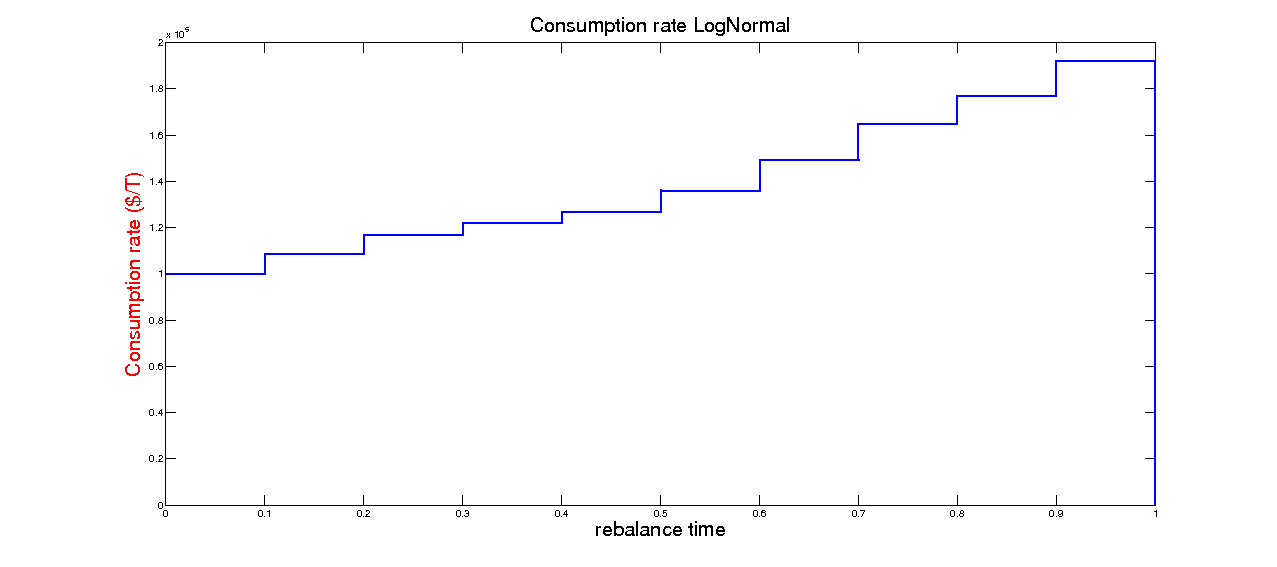 Consumption rate LogNormal
x 10^5
2
1.8
1.6
1.4
1.2
1
0.8
0.6
0.4
0.2
0
Consumption rate ($/T)
0 0.1 0.2 0.3 0.4 0.5 0.6 0.7 0.8 0.9 1
rebalance time